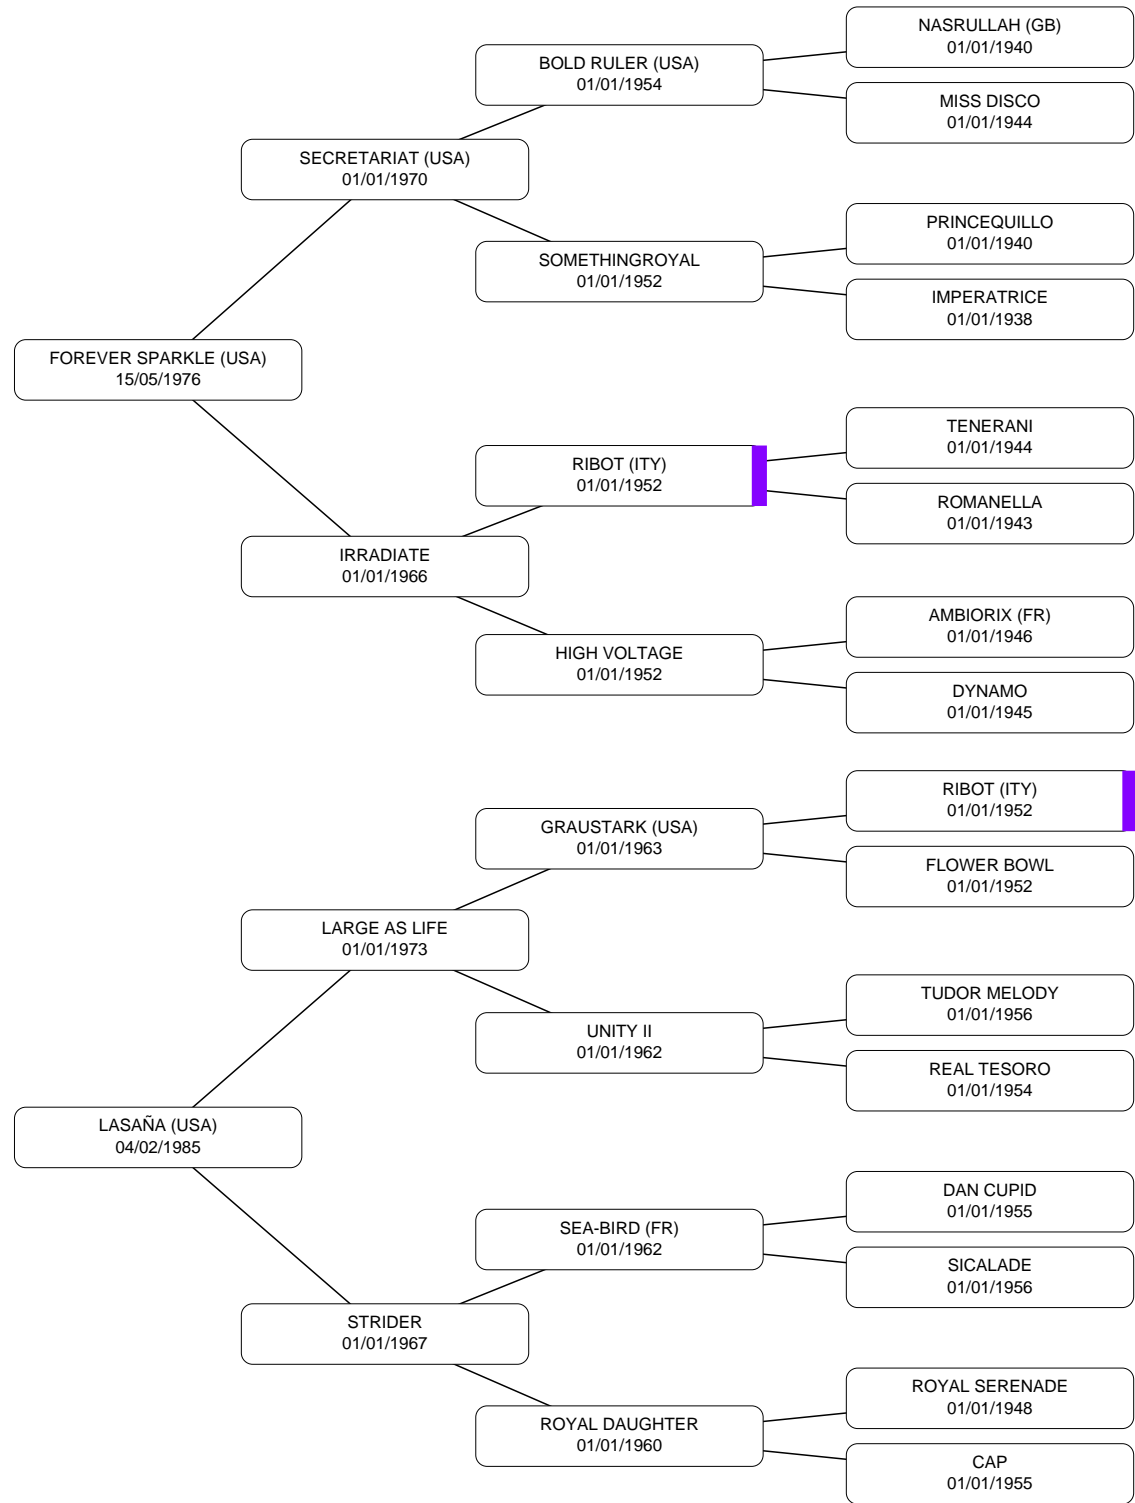 NASRULLAH (GB)
01/01/1940
BOLD RULER (USA)
01/01/1954
MISS DISCO
01/01/1944
SECRETARIAT (USA)
01/01/1970
PRINCEQUILLO
01/01/1940
SOMETHINGROYAL
01/01/1952
IMPERATRICE
01/01/1938
FOREVER SPARKLE (USA)
15/05/1976
TENERANI
01/01/1944
RIBOT (ITY)
01/01/1952
ROMANELLA
01/01/1943
IRRADIATE
01/01/1966
AMBIORIX (FR)
01/01/1946
HIGH VOLTAGE
01/01/1952
DYNAMO
01/01/1945
RIBOT (ITY)
01/01/1952
GRAUSTARK (USA)
01/01/1963
FLOWER BOWL
01/01/1952
LARGE AS LIFE
01/01/1973
TUDOR MELODY
01/01/1956
UNITY II
01/01/1962
REAL TESORO
01/01/1954
LASAÑA (USA)
04/02/1985
DAN CUPID
01/01/1955
SEA-BIRD (FR)
01/01/1962
SICALADE
01/01/1956
STRIDER
01/01/1967
ROYAL SERENADE
01/01/1948
ROYAL DAUGHTER
01/01/1960
CAP
01/01/1955